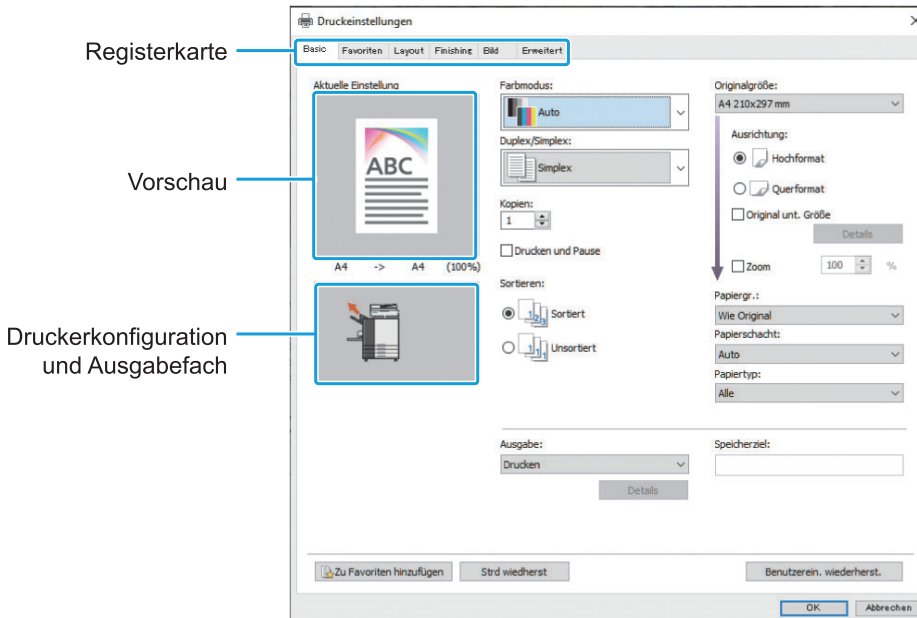 Druckeinstellungen
Registerkarte
Basic Favoriten Layout Finishing Bild Erweitert
Aktuelle Einstellung
Vorschau
ABC
A4 -> A4 (100%)
Druckerkonfiguration
und Ausgabefach
Farbmodus:
Auto
Duplex/Simplex:
Simplex
Kopien:
1
Drucken und Pause
Sortieren:
Sortiert
Unsortiert
Originalgröße:
A4 210x297 mm
Ausrichtung:
Hochformat
Querformat
Original unt. Größe
Details
Zoom 100 %
Papiergr.:
Wie Original
Papierschacht:
Auto
Papiertyp:
Alle
Ausgabe:
Drucken
Details
Speicherziel:
Zu Favoriten hinzufügen Strd wiedherst Benutzerein. wiederherst.
OK Abbrechen